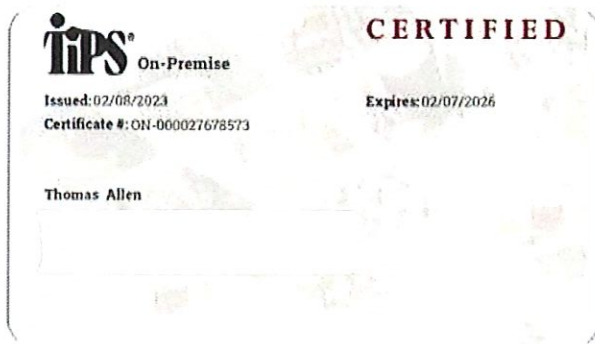 CERTIFIED
TiPS® On-Premise
Issued:02/08/2023 Expires:02/07/2026
Certificate #:ON-000027678573
Thomas Allen